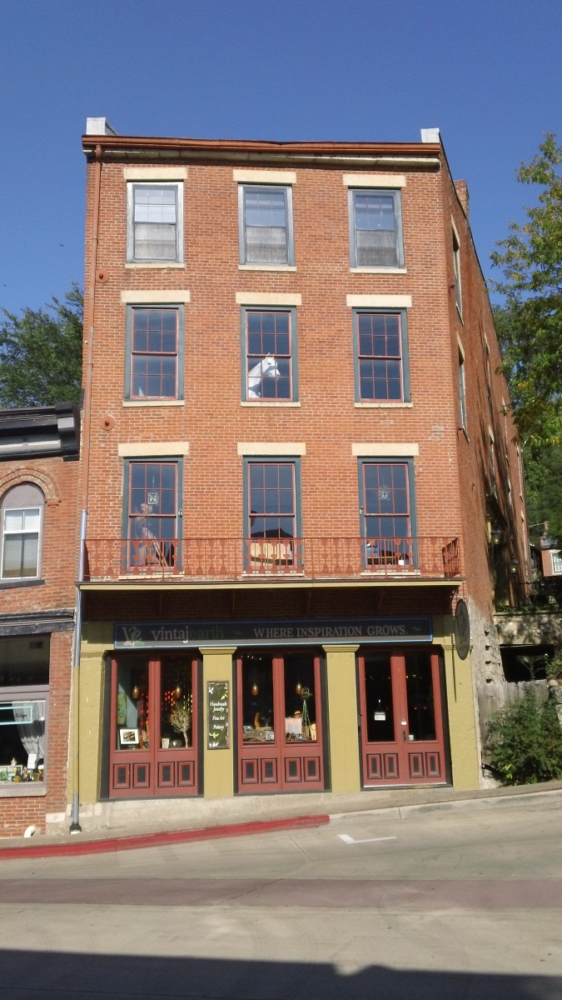 vintajearth WHERE INSPIRATION GROWS.
Handmade
Jewelry
Fine Art
Pottery